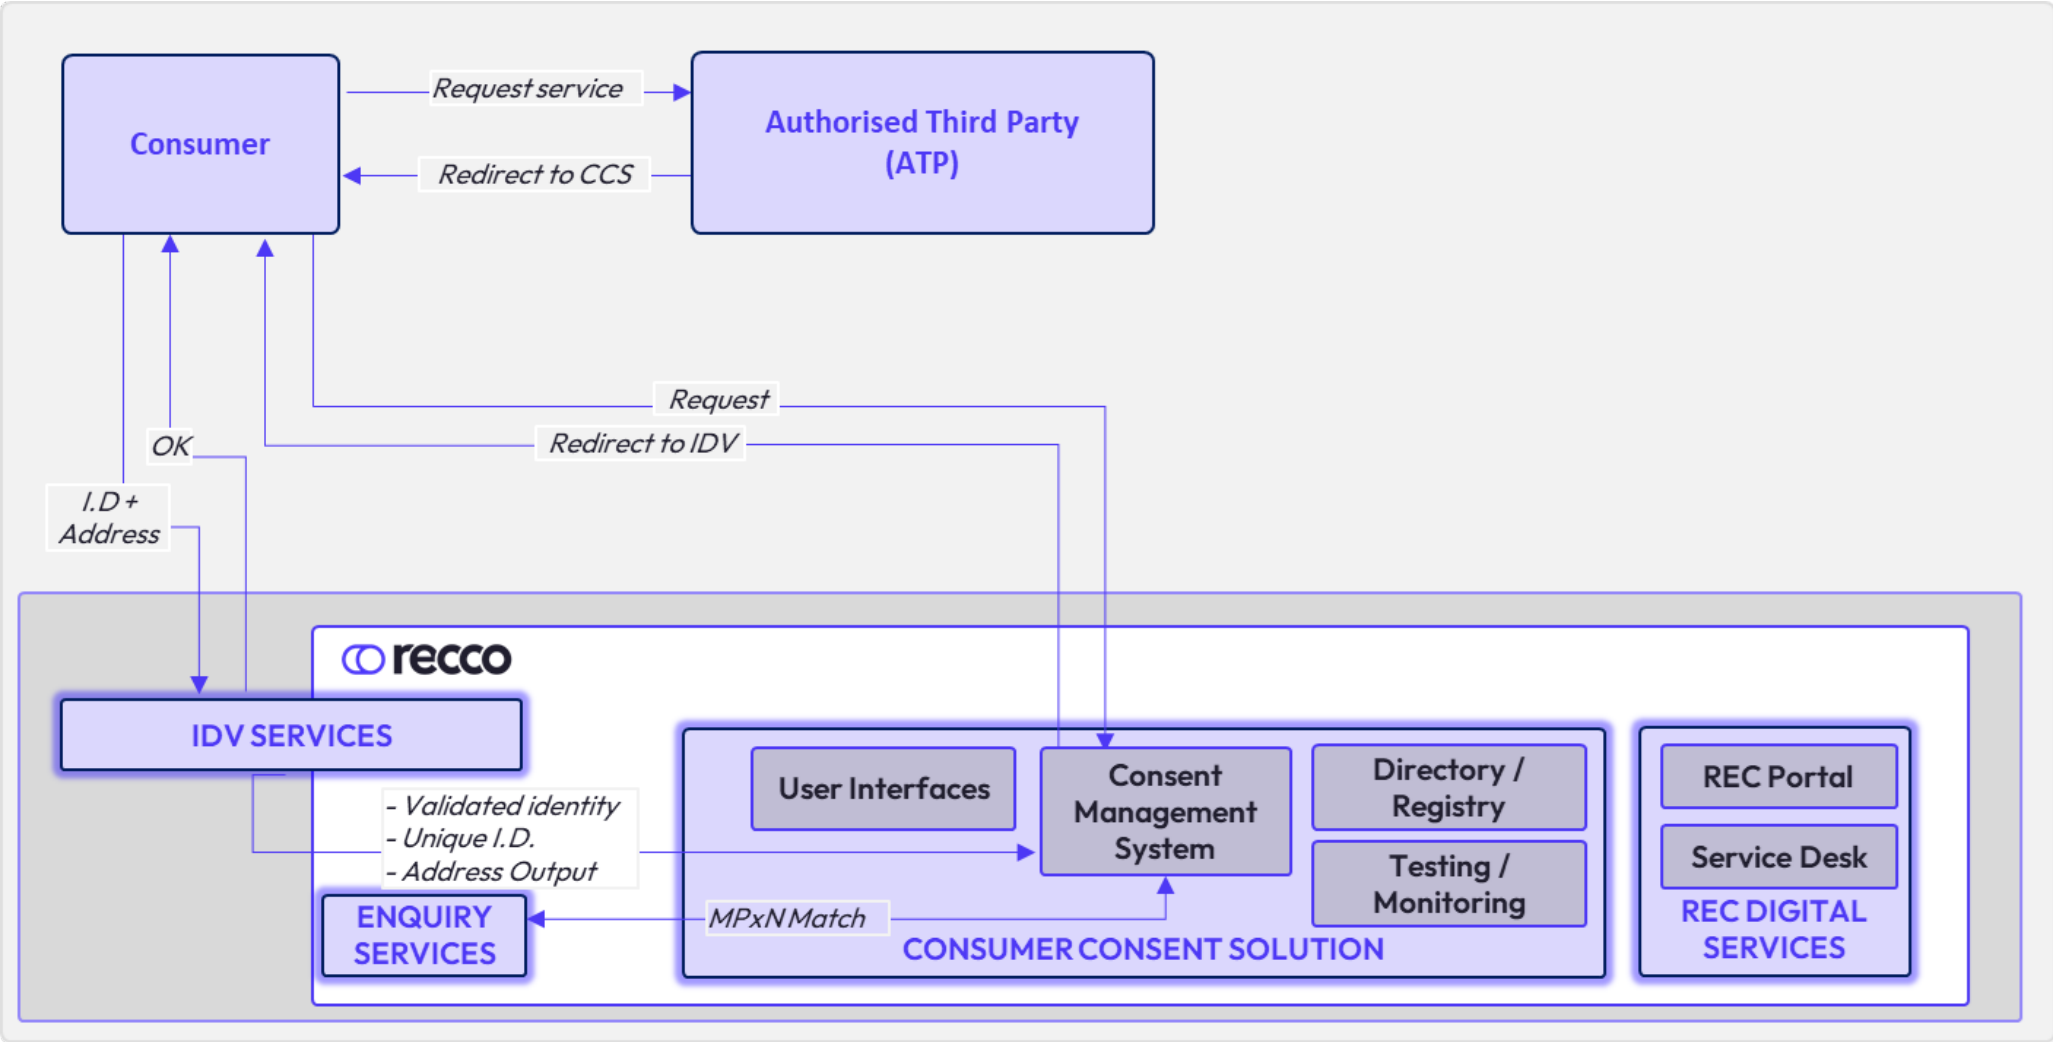 Consumer
Request service
Authorised Third Party
(ATP)
Redirect to CCS
Request
Redirect to IDV
OK
I.D +
Address
recco
IDV SERVICES
- Validated identity
- Unique I.D.
- Address Output
ENQUIRY
SERVICES
MPxN Match
User Interfaces
Consent
Management
System
Directory /
Registry
Testing /
Monitoring
CONSUMER CONSENT SOLUTION
REC Portal
Service Desk
REC DIGITAL
SERVICES